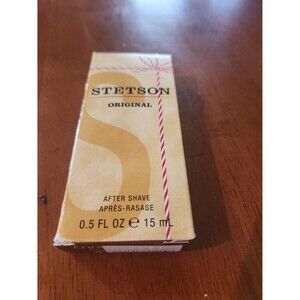 STETSON
ORIGINAL
AFTER SHAVE
APRÈS-RASAGE
0.5 FL OZ ℮ 15 mL